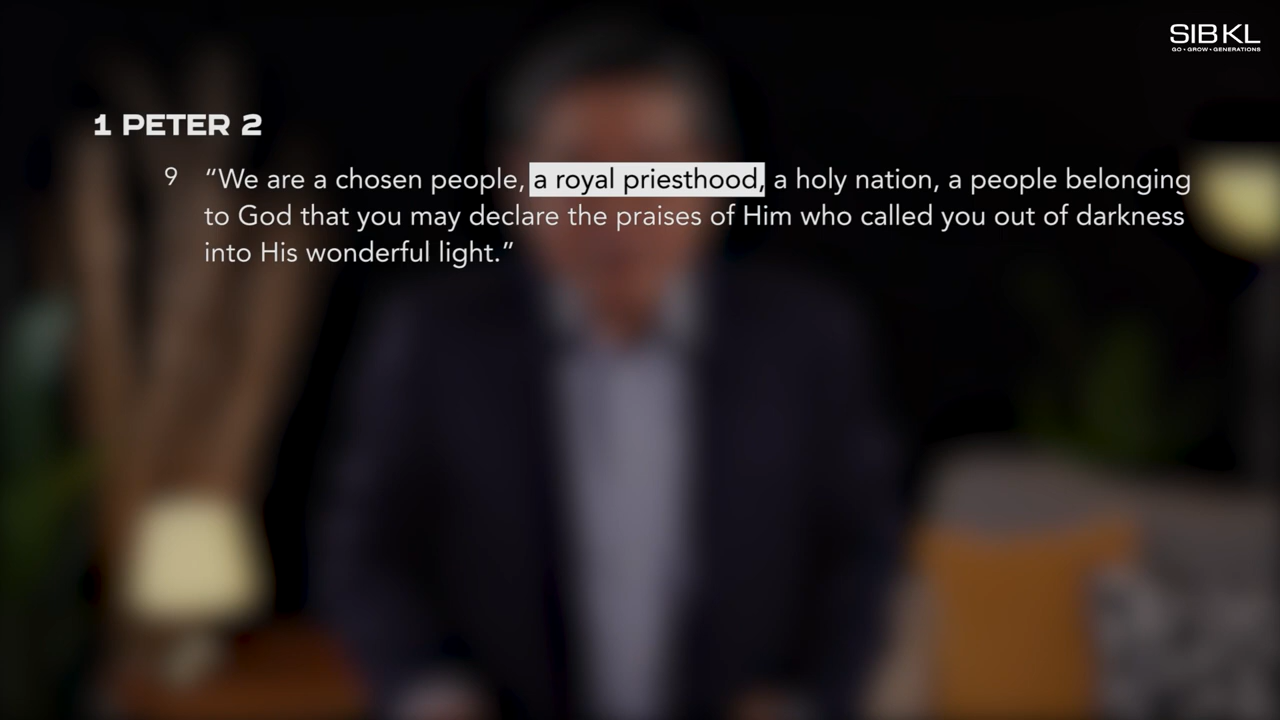 SIBKL
GO • GROW • GENERATIONS
1 PETER 2
9 “We are a chosen people, a royal priesthood, a holy nation, a people belonging
to God that you may declare the praises of Him who called you out of darkness
into His wonderful light.”